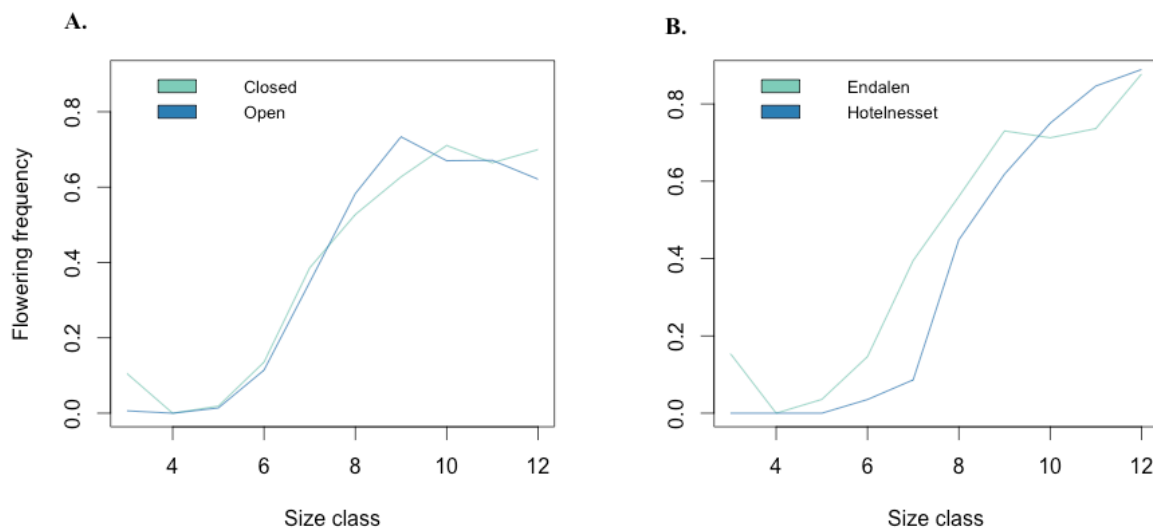 A.
Closed
Open
Flowering frequency
0.8
0.6
0.4
0.2
0.0
4 6 8 10 12
Size class
B.
Endalen
Hotelnesset
0.8
0.6
0.4
0.2
0.0
4 6 8 10 12
Size class